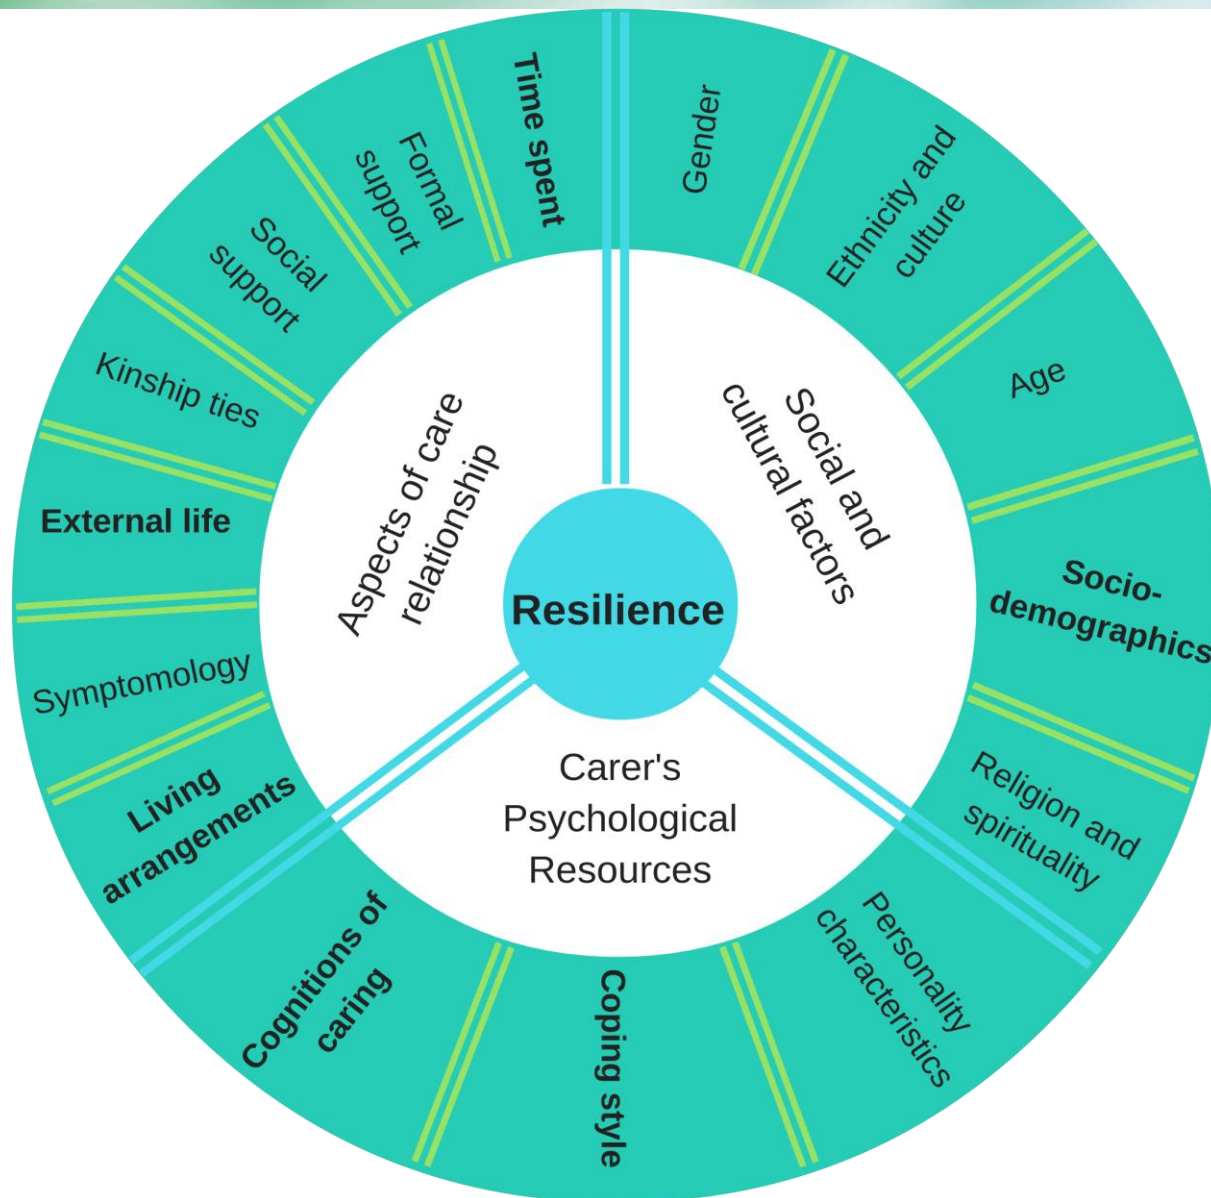 Time spent
Gender
Ethnicity and
culture
Age
Socio-
demographics
Religion and
spirituality
Personality
characteristics
Coping style
Cognitions of
caring
Living
arrangements
Symptomology
External life
Kinship ties
Social
support
Formal
support
Aspects of care
relationship
Social and
cultural factors
Resilience
Carer's
Psychological
Resources